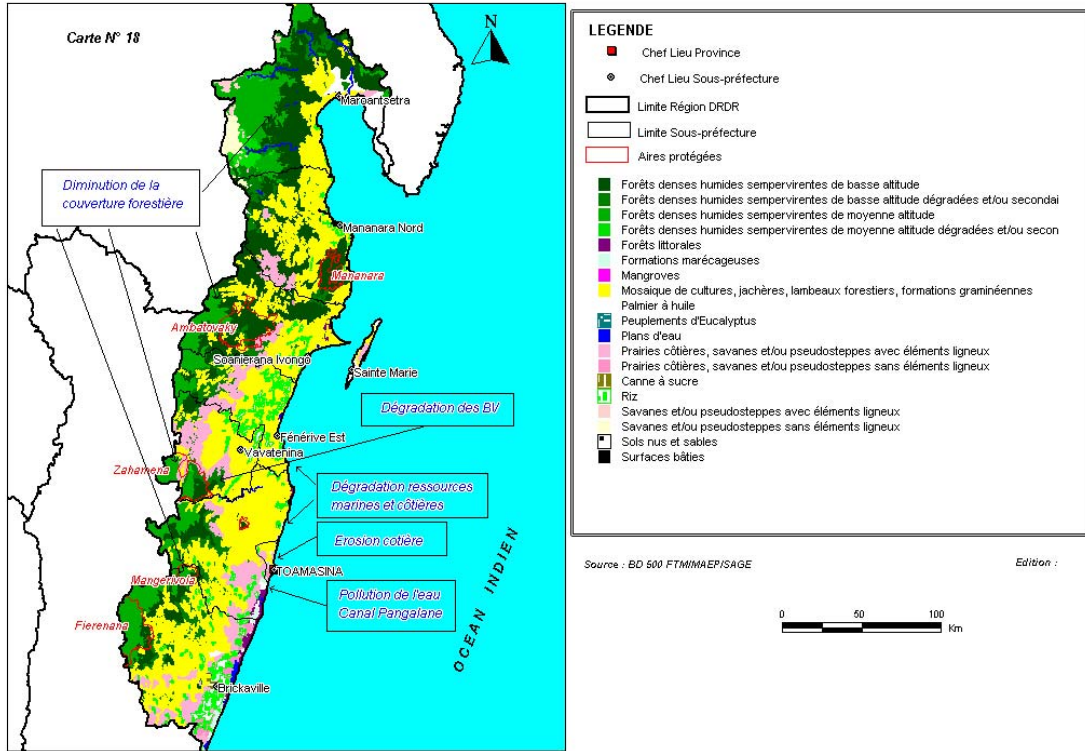 Carte N° 18
N
Maroantsetra
Diminution de la
couverture forestière
Mananara Nord
Mananara
Ambatovaky
Soanierana Ivongo
Sainte Marie
Dégradation des BV
Fénérive Est
Vavatenina
Zahamena
Dégradation ressources
marines et côtières
Erosion cotière
TOAMASINA
Mangerivola
Pollution de l'eau
Canal Pangalane
Fierenana
Brickaville
OCEAN INDIEN
LEGENDE
Chef Lieu Province
Chef Lieu Sous-préfecture
Limite Région DRDR
Limite Sous-préfecture
Aires protégées
Forêts denses humides sempervirentes de basse altitude
Forêts denses humides sempervirentes de basse altitude dégradées et/ou secondai
Forêts denses humides sempervirentes de moyenne altitude
Forêts denses humides sempervirentes de moyenne altitude dégradées et/ou secon
Forêts littorales
Formations marécageuses
Mangroves
Mosaique de cultures, jachères, lambeaux forestiers, formations graminéennes
Palmier à huile
Peuplements d'Eucalyptus
Plans d'eau
Prairies côtières, savanes et/ou pseudosteppes avec éléments ligneux
Prairies côtières, savanes et/ou pseudosteppes sans éléments ligneux
Canne à sucre
Riz
Savanes et/ou pseudosteppes avec éléments ligneux
Savanes et/ou pseudosteppes sans éléments ligneux
Sols nus et sables
Surfaces bâties
Source : BD 500 FTM/MAEP/SAGE
Edition :
0 50 100
Km